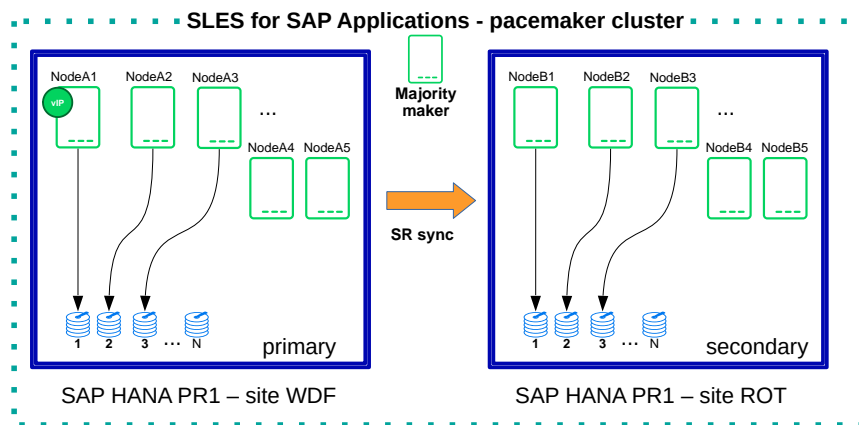 SLES for SAP Applications - pacemaker cluster
NodeA1 NodeA2 NodeA3
vIP
...
NodeA4 NodeA5
1 2 3 ... N
primary
SAP HANA PR1 – site WDF
Majority
maker
SR sync
NodeB1 NodeB2 NodeB3
...
NodeB4 NodeB5
1 2 3 ... N
secondary
SAP HANA PR1 – site ROT